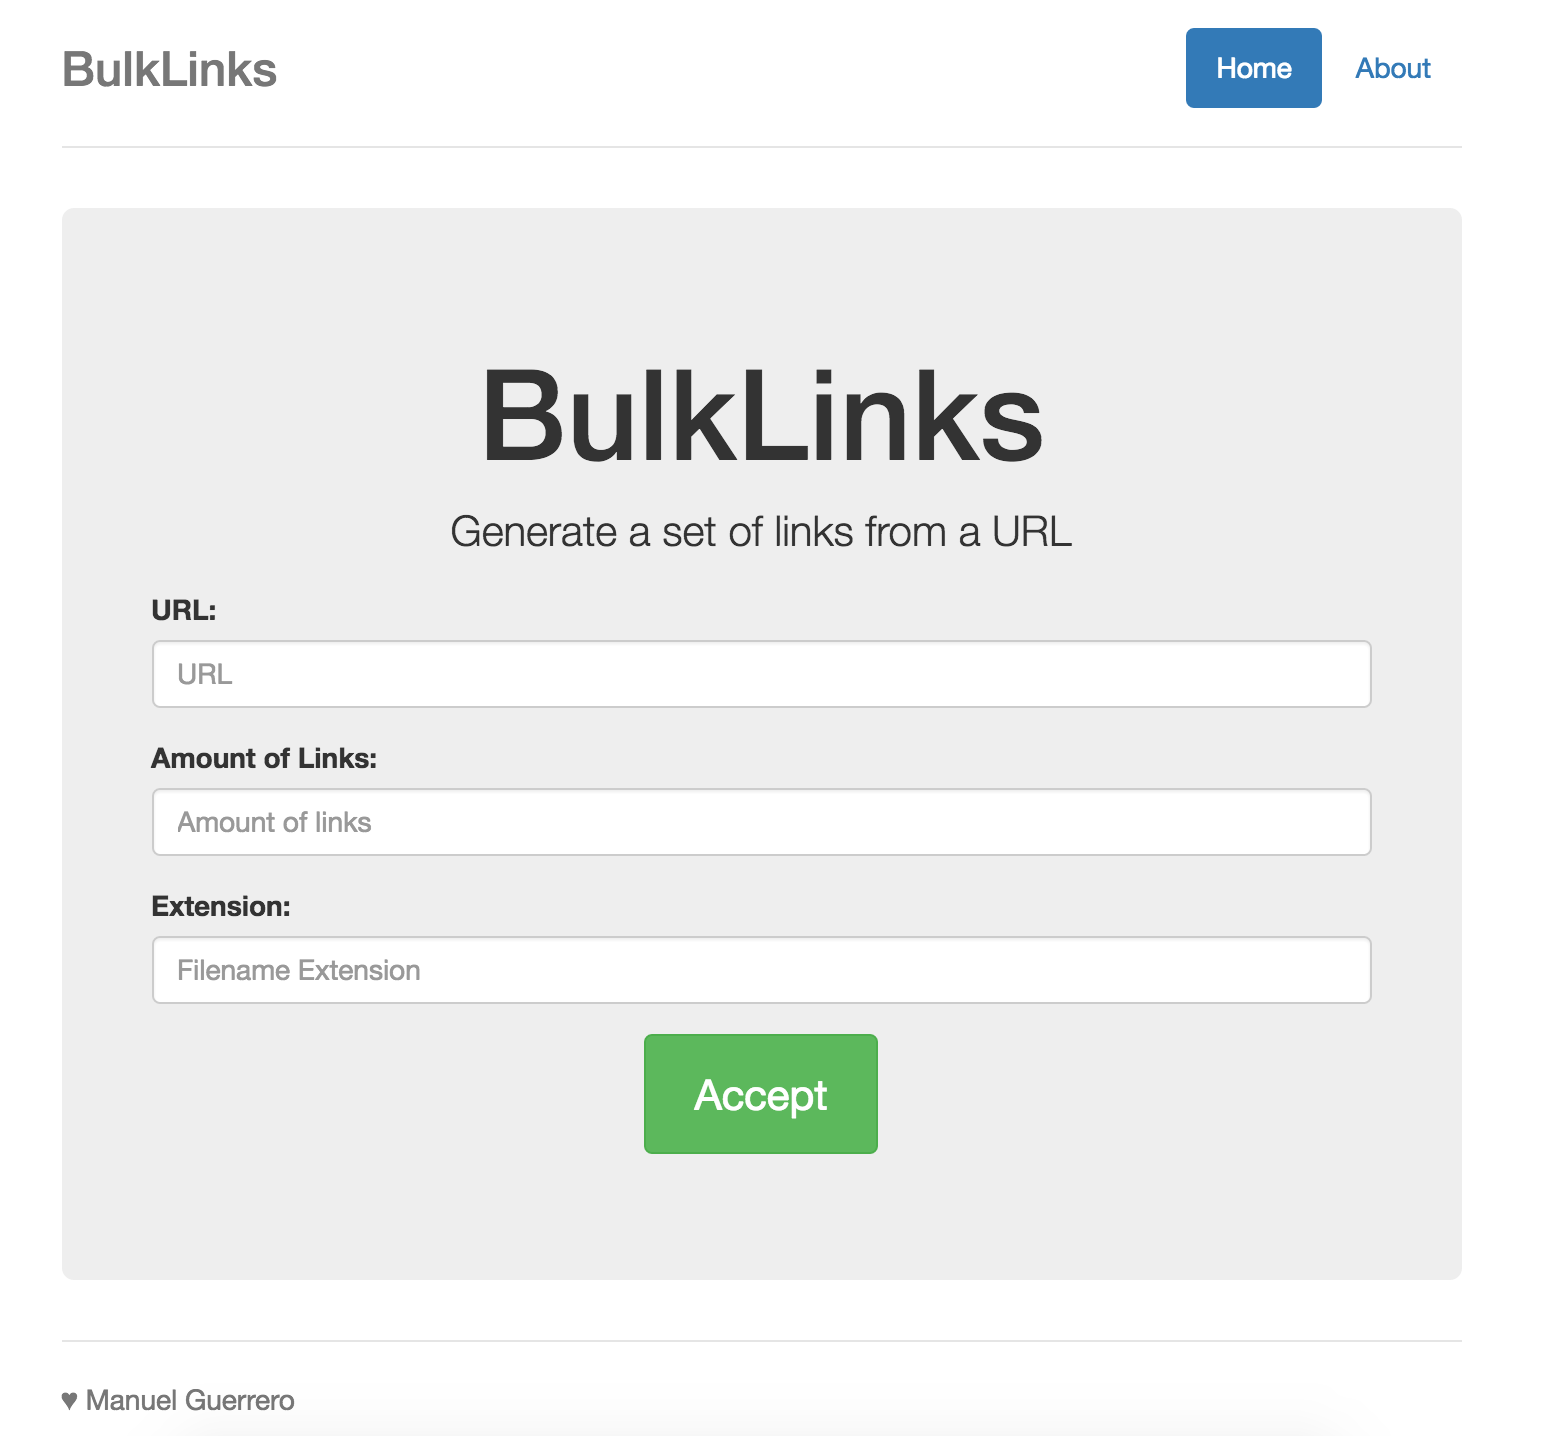 BulkLinks
Home About
BulkLinks
Generate a set of links from a URL
URL:
URL
Amount of Links:
Amount of links
Extension:
Filename Extension
Accept
♥ Manuel Guerrero